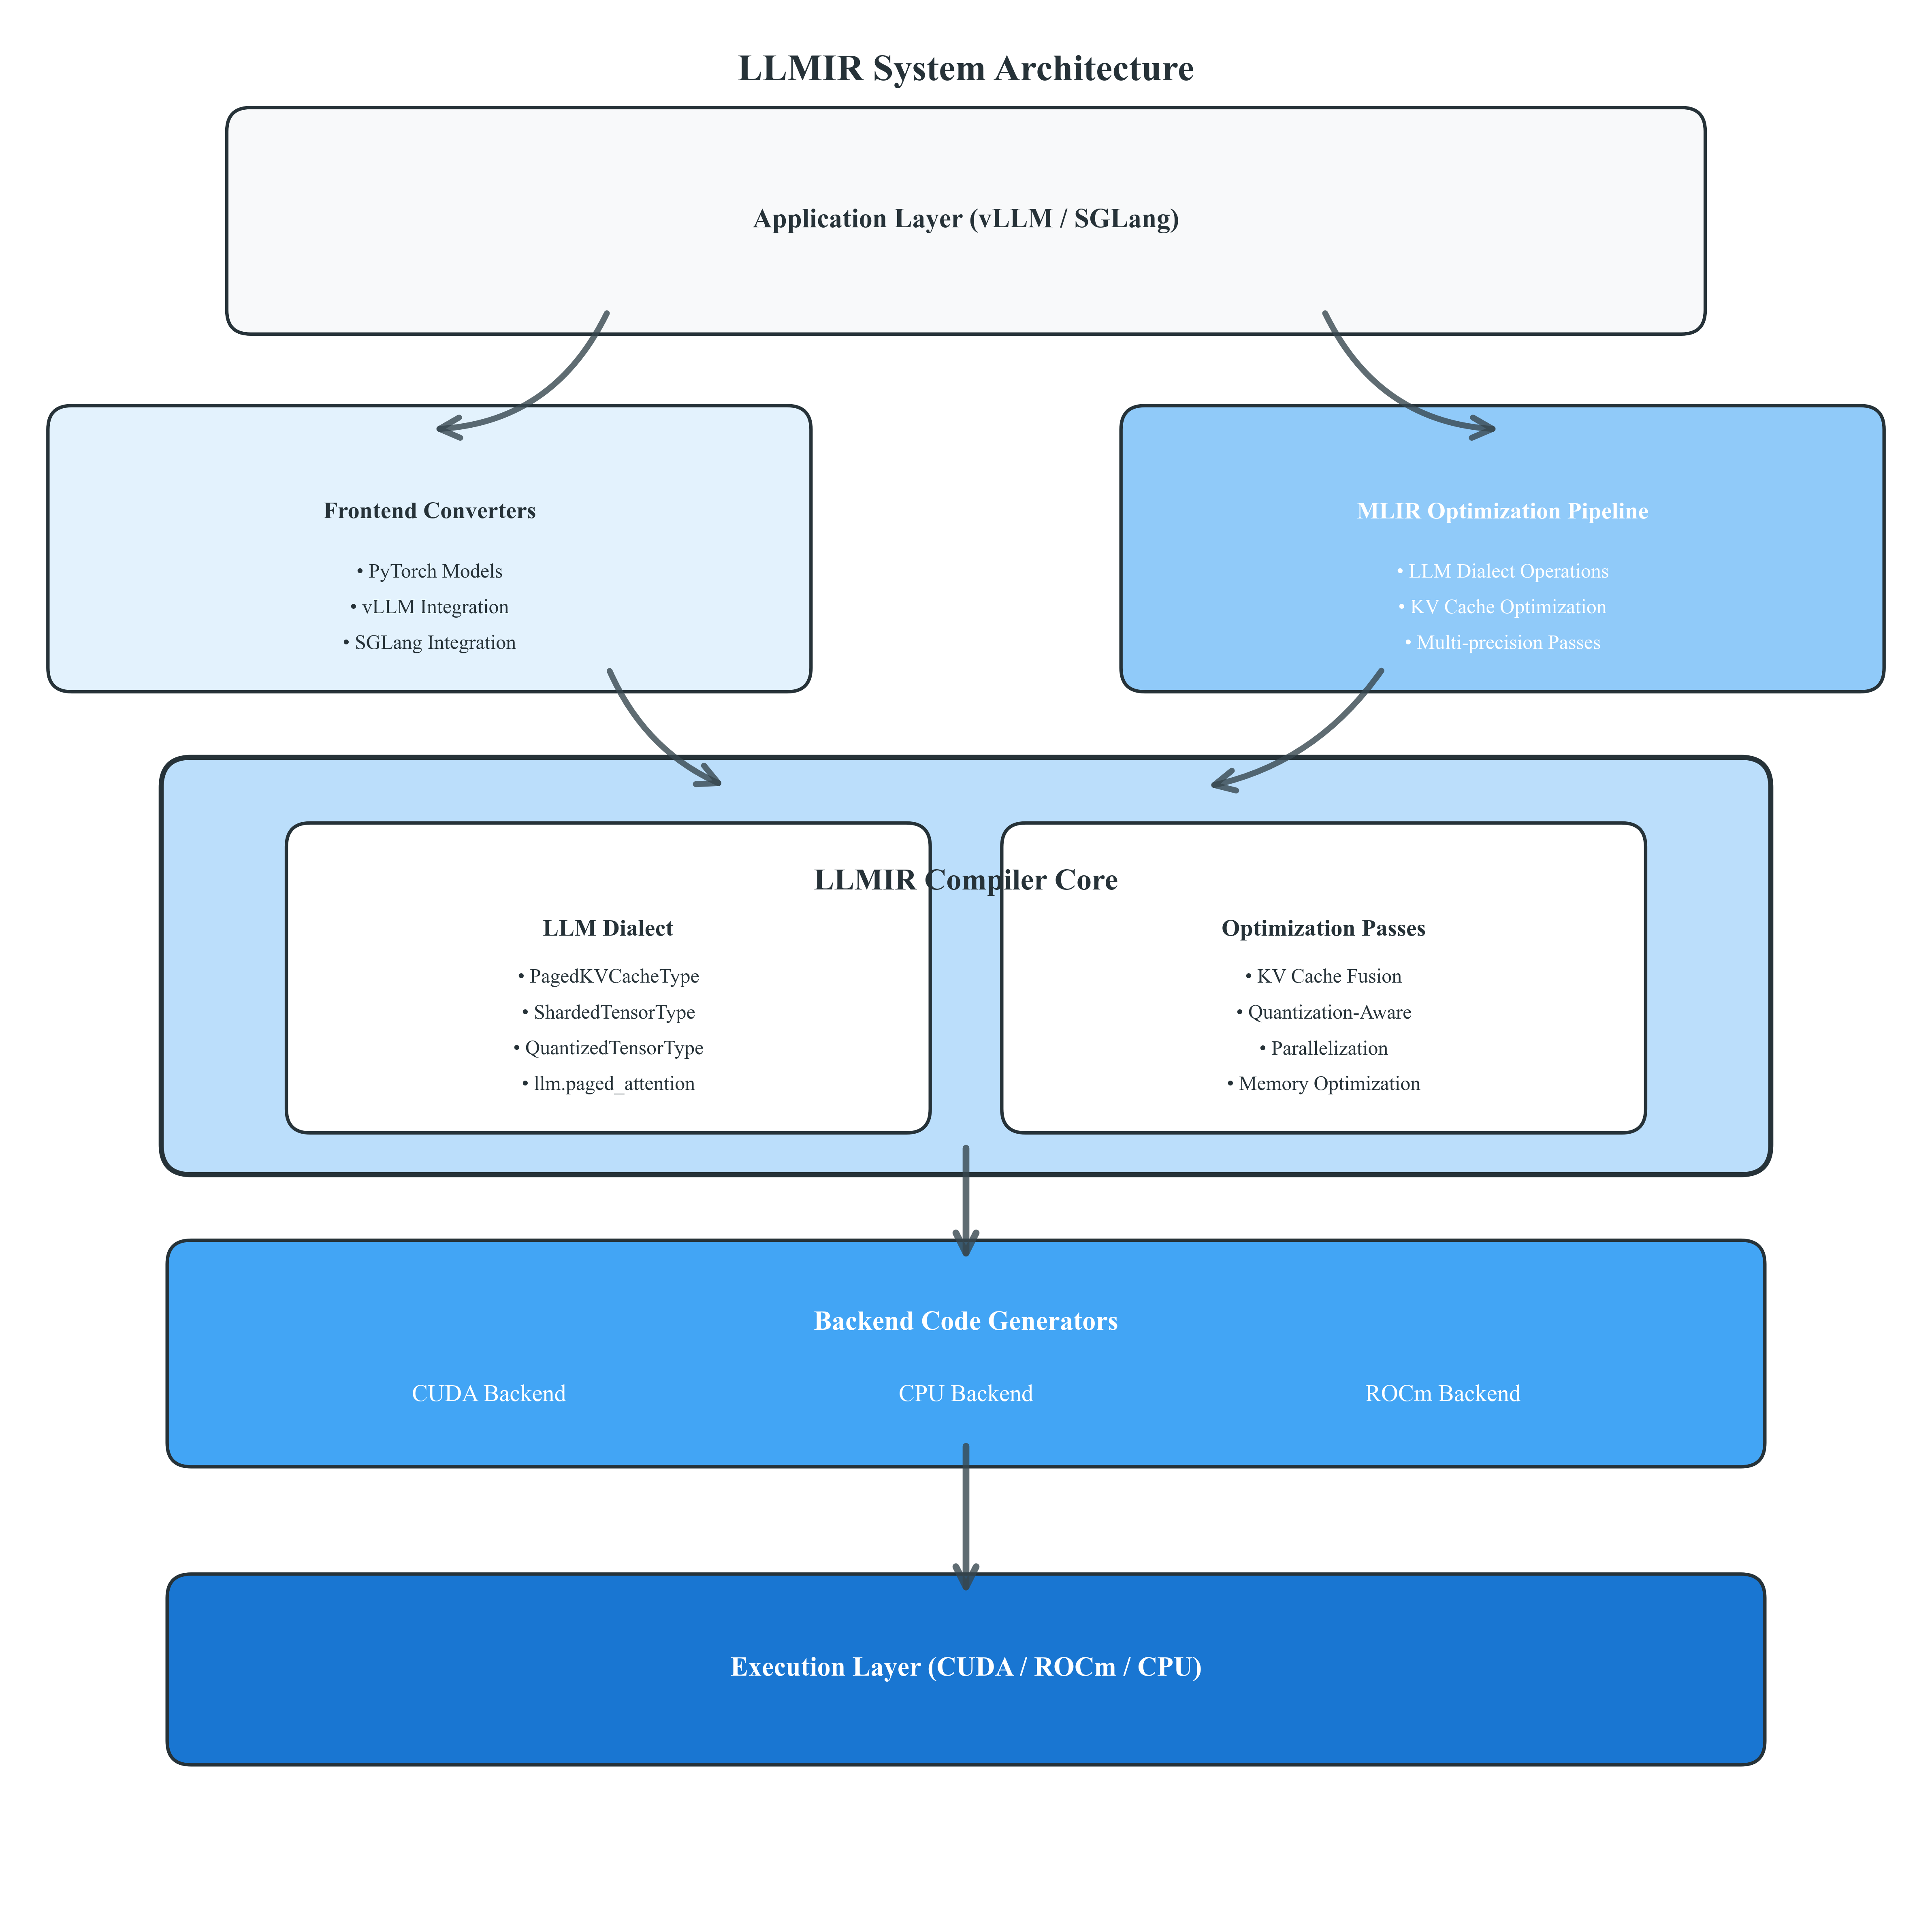 LLMIR System Architecture
Application Layer (vLLM / SGLang)
Frontend Converters
• PyTorch Models
• vLLM Integration
• SGLang Integration
MLIR Optimization Pipeline
• LLM Dialect Operations
• KV Cache Optimization
• Multi-precision Passes
LLMIR Compiler Core
LLM Dialect
• PagedKVCacheType
• ShardedTensorType
• QuantizedTensorType
• llm.paged_attention
Optimization Passes
• KV Cache Fusion
• Quantization-Aware
• Parallelization
• Memory Optimization
Backend Code Generators
CUDA Backend
CPU Backend
ROCm Backend
Execution Layer (CUDA / ROCm / CPU)